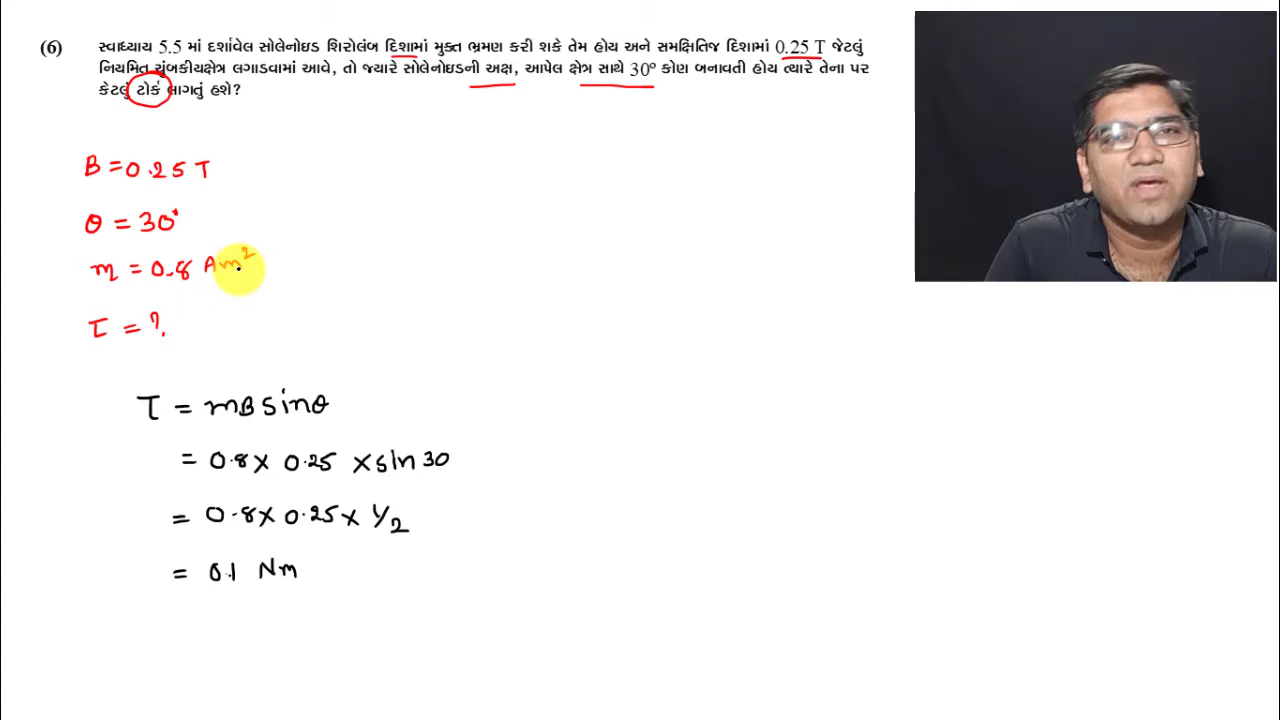 (6) સ્વાધ્યાય 5.5 માં દર્શાવેલ સોલેનોઇડ શિરોલંબ દિશામાં મુક્ત ભ્રમણ કરી શકે તેમ હોય અને સમક્ષિતિજ દિશામાં 0.25 T જેટલું
નિયમિત ચુંબકીયક્ષેત્ર લગાડવામાં આવે, તો જ્યારે સોલેનોઇડની અક્ષ, આપેલ ક્ષેત્ર સાથે 30° કોણ બનાવતી હોય ત્યારે તેના પર
કેટલું ટોર્ક લાગતું હશે?
B = 0.25 T
θ = 30°
m = 0.8 Am²
τ = ?
τ = mB sinθ
= 0.8 × 0.25 × sin 30
= 0.8 × 0.25 × 1/2
= 0.1 Nm